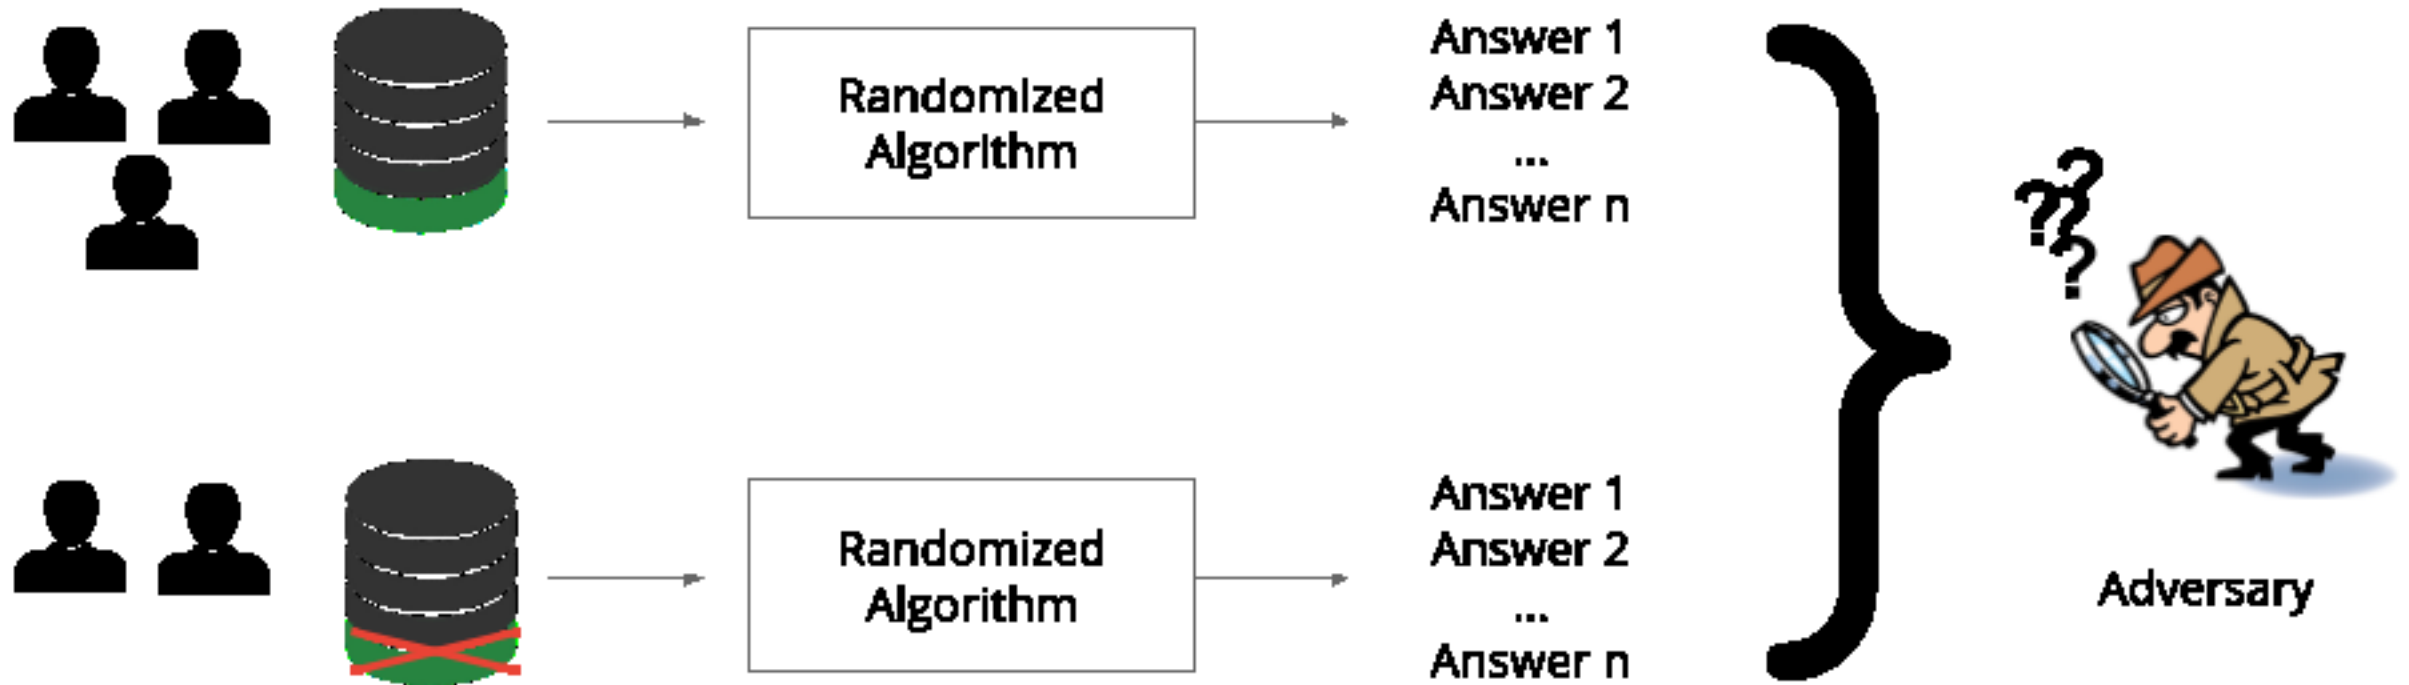 Randomized
Algorithm
Answer 1
Answer 2
...
Answer n
????
Randomized
Algorithm
Answer 1
Answer 2
...
Answer n
Adversary